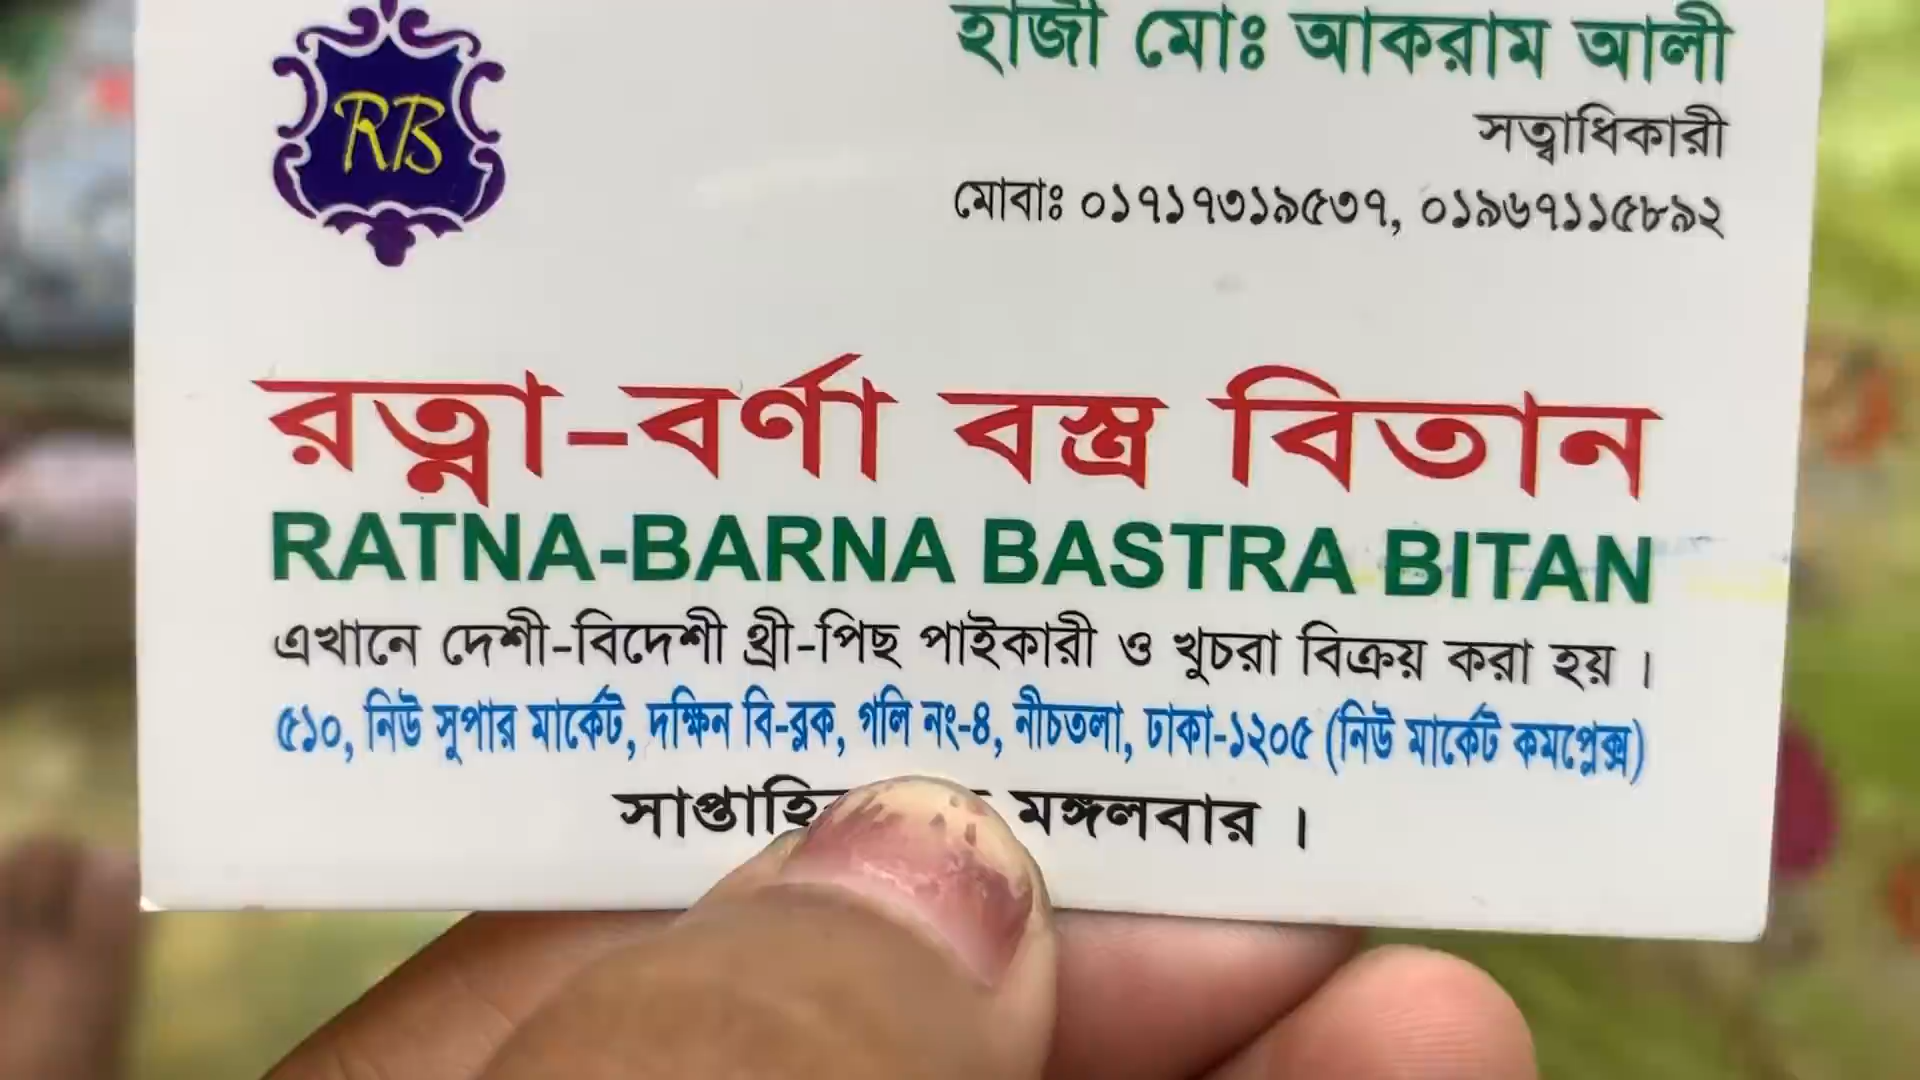 RB
হাজী মোঃ আকরাম আলী
সত্বাধিকারী
মোবাঃ ০১৭১৭৩১৯৫৩৭, ০১৯৬৭১১৫৮৯২
রত্না-বর্ণা বস্ত্র বিতান
RATNA-BARNA BASTRA BITAN
এখানে দেশী-বিদেশী থ্রী-পিছ পাইকারী ও খুচরা বিক্রয় করা হয় ।
৫১০, নিউ সুপার মার্কেট, দক্ষিন বি-ব্লক, গলি নং-৪, নীচতলা, ঢাকা-১২০৫ (নিউ মার্কেট কমপ্লেক্স)
মঙ্গলবার ।